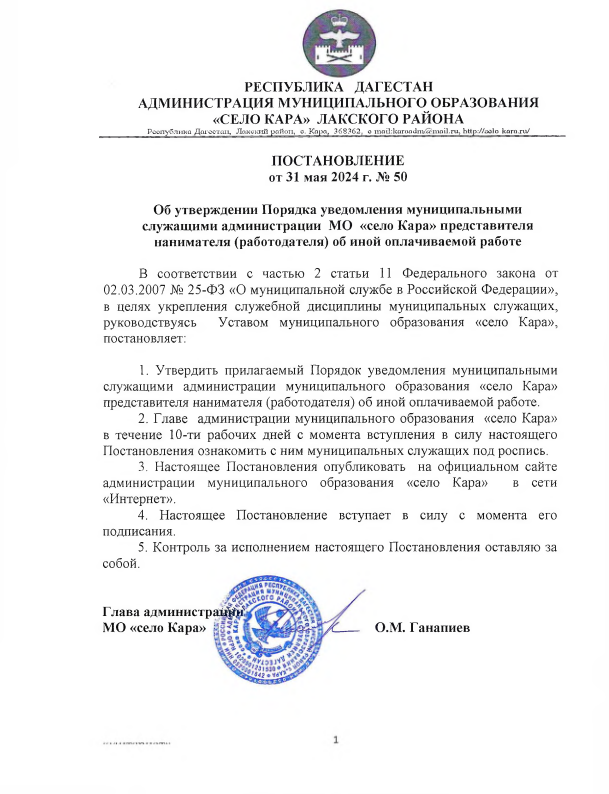 РЕСПУБЛИКА ДАГЕСТАН
АДМИНИСТРАЦИЯ МУНИЦИПАЛЬНОГО ОБРАЗОВАНИЯ
«СЕЛО КАРА» ЛАКСКОГО РАЙОНА
Республика Дагестан, Лакский район, с. Кара, 368362, e mail:karaadm@mail.ru, http://selo kara.ru/
ПОСТАНОВЛЕНИЕ
от 31 мая 2024 г. № 50
Об утверждении Порядка уведомления муниципальными
служащими администрации МО «село Кара» представителя
нанимателя (работодателя) об иной оплачиваемой работе
В соответствии с частью 2 статьи 11 Федерального закона от
02.03.2007 № 25-ФЗ «О муниципальной службе в Российской Федерации»,
в целях укрепления служебной дисциплины муниципальных служащих,
руководствуясь Уставом муниципального образования «село Кара»,
постановляет:
1. Утвердить прилагаемый Порядок уведомления муниципальными
служащими администрации муниципального образования «село Кара»
представителя нанимателя (работодателя) об иной оплачиваемой работе.
2. Главе администрации муниципального образования «село Кара»
в течение 10-ти рабочих дней с момента вступления в силу настоящего
Постановления ознакомить с ним муниципальных служащих под роспись.
3. Настоящее Постановления опубликовать на официальном сайте
администрации муниципального образования «село Кара» в сети
«Интернет».
4. Настоящее Постановление вступает в силу с момента его
подписания.
5. Контроль за исполнением настоящего Постановления оставляю за
собой.
Глава администрации
МО «село Кара» О.М. Ганапиев
1